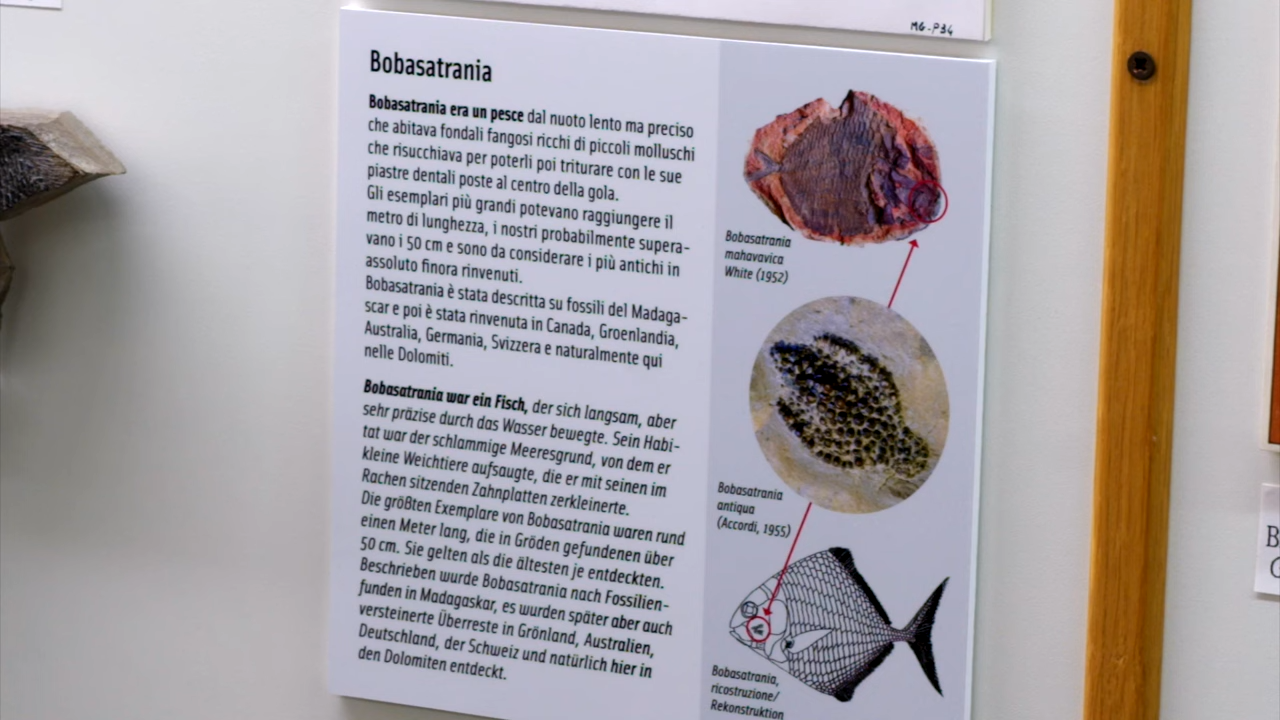 MG-P34
Bobasatrania
Bobasatrania era un pesce dal nuoto lento ma preciso
che abitava fondali fangosi ricchi di piccoli molluschi
che risucchiava per poterli poi triturare con le sue
piastre dentali poste al centro della gola.
Gli esemplari più grandi potevano raggiungere il
metro di lunghezza, i nostri probabilmente supera-
vano i 50 cm e sono da considerare i più antichi in
assoluto finora rinvenuti.
Bobasatrania è stata descritta su fossili del Madaga-
scar e poi è stata rinvenuta in Canada, Groenlandia,
Australia, Germania, Svizzera e naturalmente qui
nelle Dolomiti.
Bobasatrania war ein Fisch, der sich langsam, aber
sehr präzise durch das Wasser bewegte. Sein Habi-
tat war der schlammige Meeresgrund, von dem er
kleine Weichtiere aufsaugte, die er mit seinen im
Rachen sitzenden Zahnplatten zerkleinerte.
Die größten Exemplare von Bobasatrania waren rund
einen Meter lang, die in Gröden gefundenen über
50 cm. Sie gelten als die ältesten je entdeckten.
Beschrieben wurde Bobasatrania nach Fossilien-
funden in Madagaskar, es wurden später aber auch
versteinerte Überreste in Grönland, Australien,
Deutschland, der Schweiz und natürlich hier in
den Dolomiten entdeckt.
Bobasatrania
mahavavica
White (1952)
Bobasatrania
antiqua
(Accordi, 1955)
Bobasatrania,
ricostruzione/
Rekonstruktion